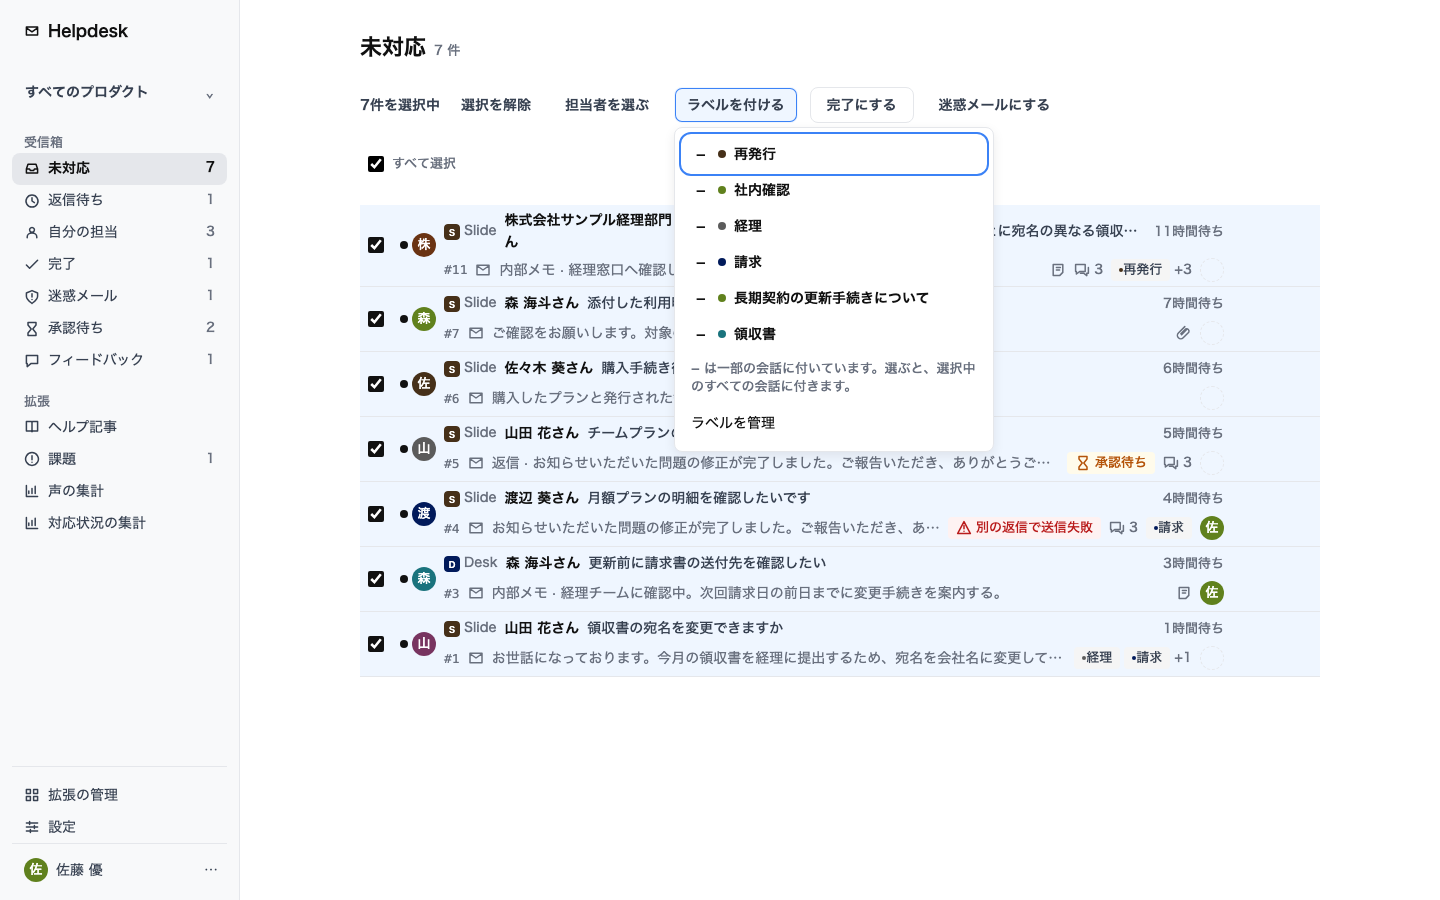 Helpdesk
すべてのプロダクト
受信箱
未対応 7
返信待ち 1
自分の担当 3
完了 1
迷惑メール 1
承認待ち 2
フィードバック 1
拡張
ヘルプ記事
課題 1
声の集計
対応状況の集計
拡張の管理
設定
佐 佐藤 優 ···
未対応 7 件
7件を選択中 選択を解除 担当者を選ぶ ラベルを付ける 完了にする 迷惑メールにする
すべて選択
– 再発行
– 社内確認
– 経理
– 請求
– 長期契約の更新手続きについて
– 領収書
– は一部の会話に付いています。選ぶと、選択中
のすべての会話に付きます。
ラベルを管理
株 S Slide 株式会社サンプル経理部門
ん
に宛名の異なる領収… 11時間待ち
#11 内部メモ · 経理窓口へ確認し 3 •再発行 +3
森 S Slide 森 海斗さん 添付した利用 7時間待ち
#7 ご確認をお願いします。対象 
佐 S Slide 佐々木 葵さん 購入手続き 6時間待ち
#6 購入したプランと発行された
山 S Slide 山田 花さん チームプラン 5時間待ち
#5 返信 · お知らせいただいた問題の修正が完了しました。ご報告いただき、ありがとうご… 承認待ち 3
渡 S Slide 渡辺 葵さん 月額プランの明細を確認したいです 4時間待ち
#4 お知らせいただいた問題の修正が完了しました。ご報告いただき、あ… 別の返信で送信失敗 3 •請求 佐
森 D Desk 森 海斗さん 更新前に請求書の送付先を確認したい 3時間待ち
#3 内部メモ · 経理チームに確認中。次回請求日の前日までに変更手続きを案内する。 佐
山 S Slide 山田 花さん 領収書の宛名を変更できますか 1時間待ち
#1 お世話になっております。今月の領収書を経理に提出するため、宛名を会社名に変更して… •経理 •請求 +1